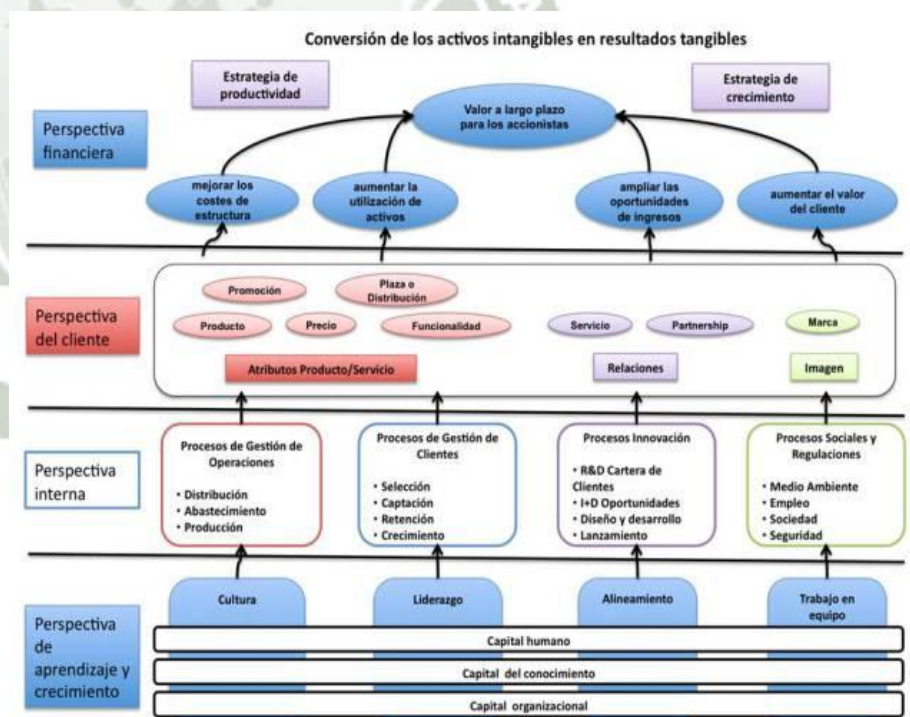 Conversión de los activos intangibles en resultados tangibles
Estrategia de
productividad
Estrategia de
crecimiento
Valor a largo plazo
para los accionistas
Perspectiva
financiera
mejorar los
costes de
estructura
aumentar la
utilización de
activos
ampliar las
oportunidades
de ingresos
aumentar el valor
del cliente
Perspectiva
del cliente
Promoción
Plaza o
Distribución
Producto
Precio
Funcionalidad
Servicio
Partnership
Marca
Atributos Producto/Servicio
Relaciones
Imagen
Perspectiva
interna
Procesos de Gestión de
Operaciones
• Distribución
• Abastecimiento
• Producción
Procesos de Gestión de
Clientes
• Selección
• Captación
• Retención
• Crecimiento
Procesos Innovación
• R&D Cartera de
Clientes
• I+D Oportunidades
• Diseño y desarrollo
• Lanzamiento
Procesos Sociales y
Regulaciones
• Medio Ambiente
• Empleo
• Sociedad
• Seguridad
Perspectiva
de
aprendizaje y
crecimiento
Cultura
Liderazgo
Alineamiento
Trabajo en
equipo
Capital humano
Capital del conocimiento
Capital organizacional